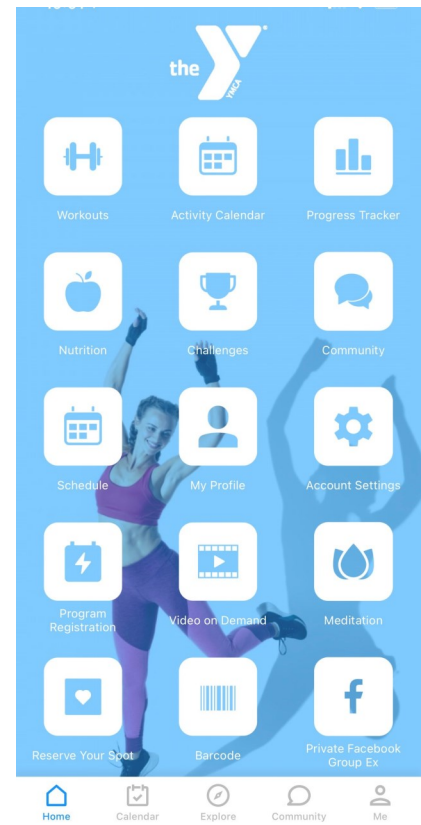 the
YMCA
Workouts
Activity Calendar
Progress Tracker
Nutrition
Challenges
Community
Schedule
My Profile
Account Settings
Program
Registration
Video on Demand
Meditation
Reserve Your Spot
Barcode
Private Facebook
Group Ex
Home
Calendar
Explore
Community
Me